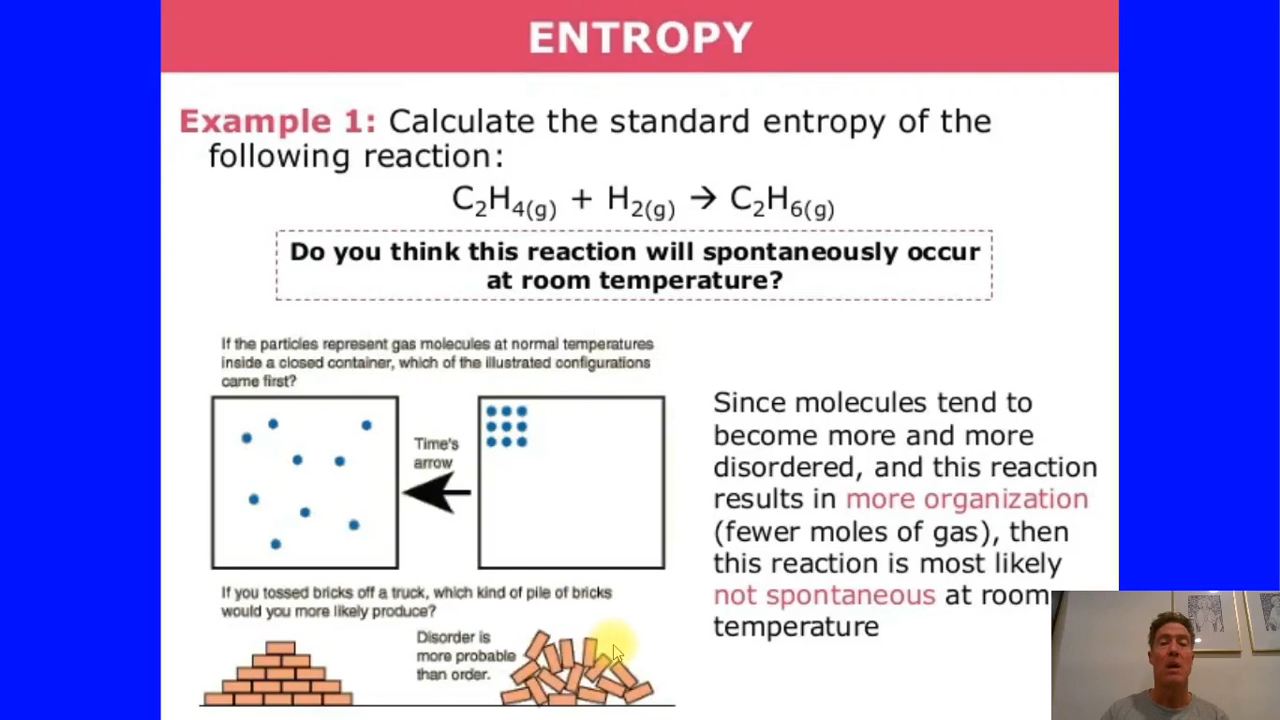 ENTROPY
Example 1: Calculate the standard entropy of the
following reaction:
C₂H₄(g) + H₂(g) → C₂H₆(g)
Do you think this reaction will spontaneously occur
at room temperature?
If the particles represent gas molecules at normal temperatures
inside a closed container, which of the illustrated configurations
came first?
Time's
arrow
If you tossed bricks off a truck, which kind of pile of bricks
would you more likely produce?
Disorder is
more probable
than order.
Since molecules tend to
become more and more
disordered, and this reaction
results in more organization
(fewer moles of gas), then
this reaction is most likely
not spontaneous at room
temperature